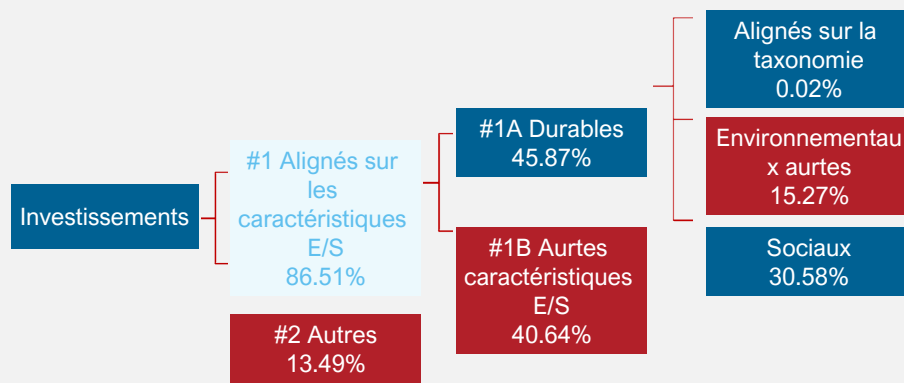 Investissements
#1 Alignés sur
les
caractéristiques
E/S
86.51%
#2 Autres
13.49%
#1A Durables
45.87%
#1B Aurtes
caractéristiques
E/S
40.64%
Alignés sur la
taxonomie
0.02%
Environnementau
x aurtes
15.27%
Sociaux
30.58%